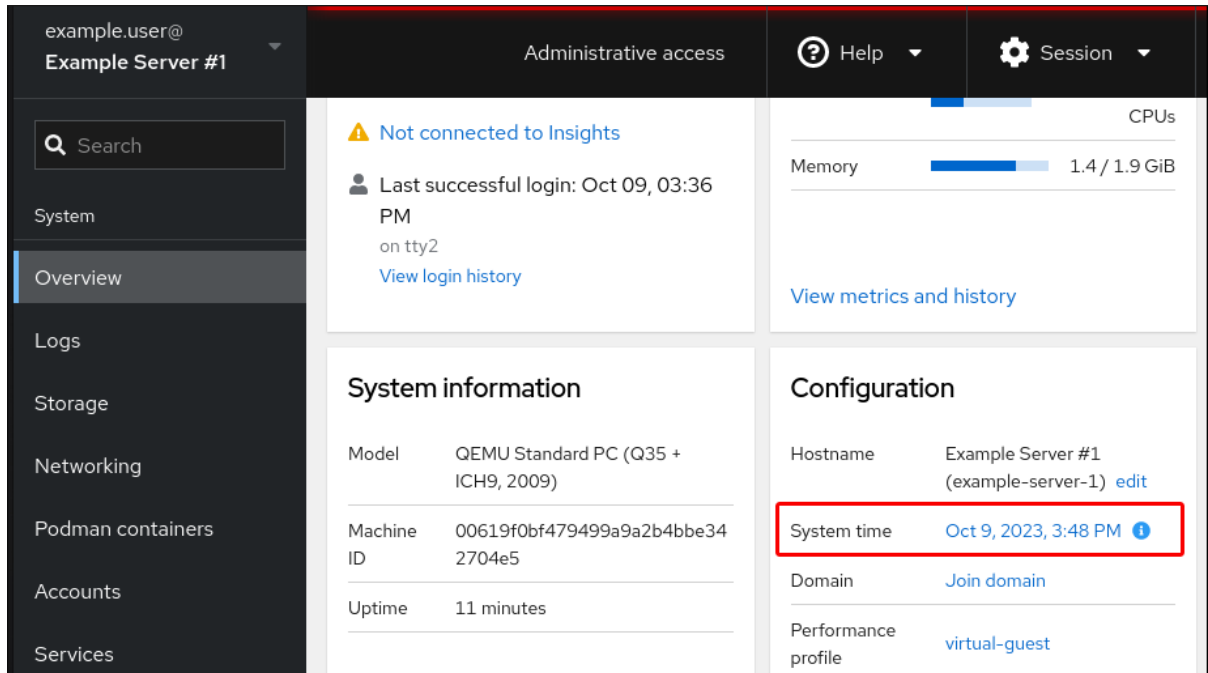 example.user@
Example Server #1
Administrative access
Help
Session
Search
System
Overview
Logs
Storage
Networking
Podman containers
Accounts
Services
Not connected to Insights
Last successful login: Oct 09, 03:36
PM
on tty2
View login history
CPUs
Memory
1.4 / 1.9 GiB
View metrics and history
System information
Model
QEMU Standard PC (Q35 +
ICH9, 2009)
Machine
ID
00619f0bf479499a9a2b4bbe34
2704e5
Uptime
11 minutes
Configuration
Hostname
Example Server #1
(example-server-1) edit
System time
Oct 9, 2023, 3:48 PM
Domain
Join domain
Performance
profile
virtual-guest